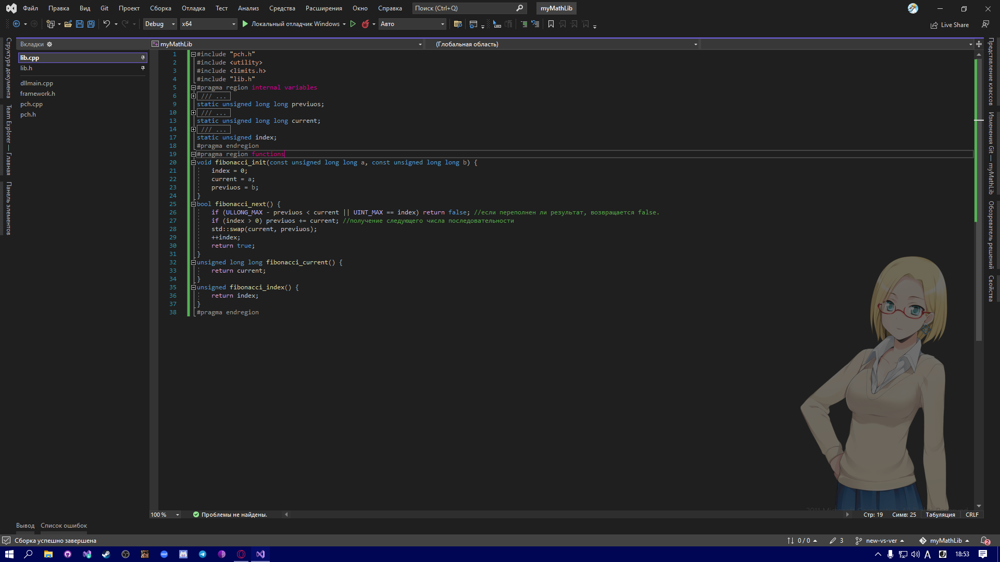 Файл Правка Вид Git Проект Сборка Отладка Тест Анализ Средства Расширения Окно Справка Поиск (Ctrl+Q) myMathLib
Debug x64 Локальный отладчик Windows Авто Live Share
Вкладки
lib.cpp
lib.h
dllmain.cpp
framework.h
pch.cpp
pch.h
Структура документа
Team Explorer — Главная
Панель элементов
myMathLib (Глобальная область)
1 #include "pch.h"
2 #include <utility>
3 #include <limits.h>
4 #include "lib.h"
5 #pragma region internal variables
6 /// ...
9 static unsigned long long previuos;
10 /// ...
13 static unsigned long long current;
14 /// ...
17 static unsigned index;
18 #pragma endregion
19 #pragma region functions
20 void fibonacci_init(const unsigned long long a, const unsigned long long b) {
21 index = 0;
22 current = a;
23 previuos = b;
24 }
25 bool fibonacci_next() {
26 if (ULLONG_MAX - previuos < current || UINT_MAX == index) return false; //если переполнен ли результат, возвращается false.
27 if (index > 0) previuos += current; //получение следующего числа последовательности
28 std::swap(current, previuos);
29 ++index;
30 return true;
31 }
32 unsigned long long fibonacci_current() {
33 return current;
34 }
35 unsigned fibonacci_index() {
36 return index;
37 }
38 #pragma endregion
Представление классов
Изменения Git — myMathLib
Обозреватель решений
Свойства
100 % Проблемы не найдены. Стр: 19 Симв: 25 Табуляция CRLF
Вывод Список ошибок
Сборка успешно завершена 0 / 0 3 new-vs-ver myMathLib 2
A 18:53